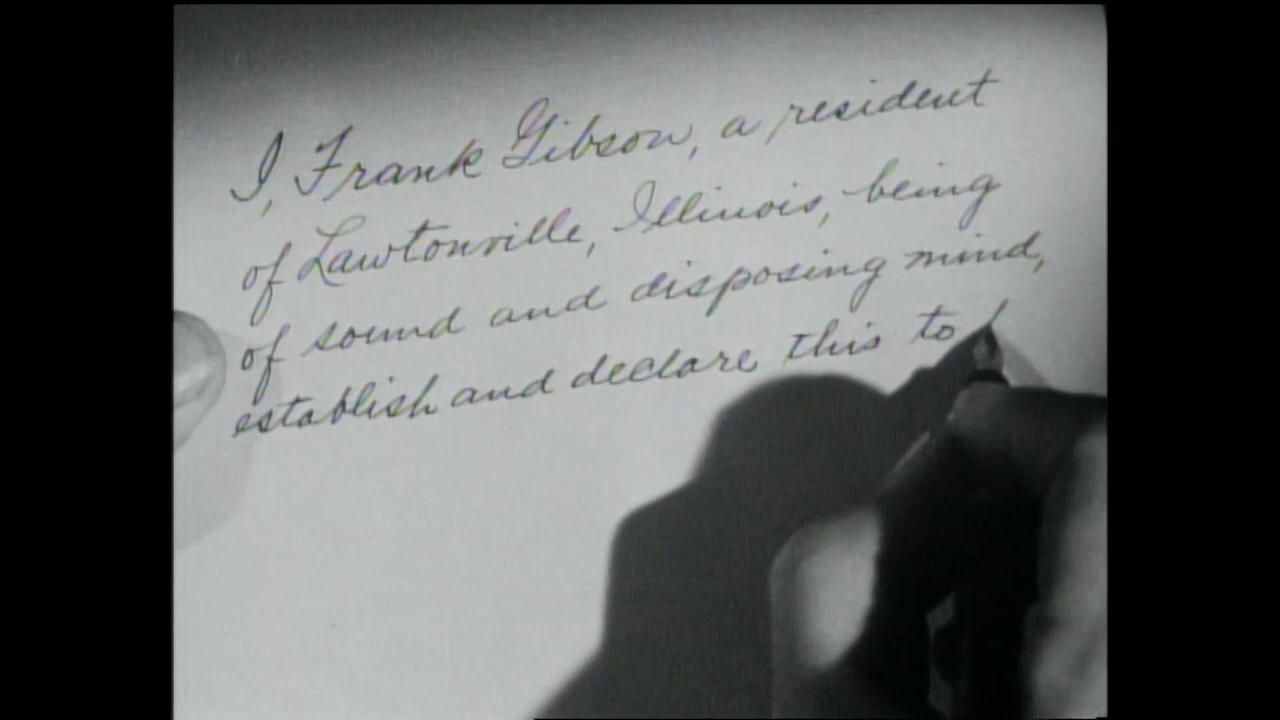 I, Frank Gibson, a resident
of Lawtonville, Illinois, being
of sound and disposing mind,
establish and declare this to